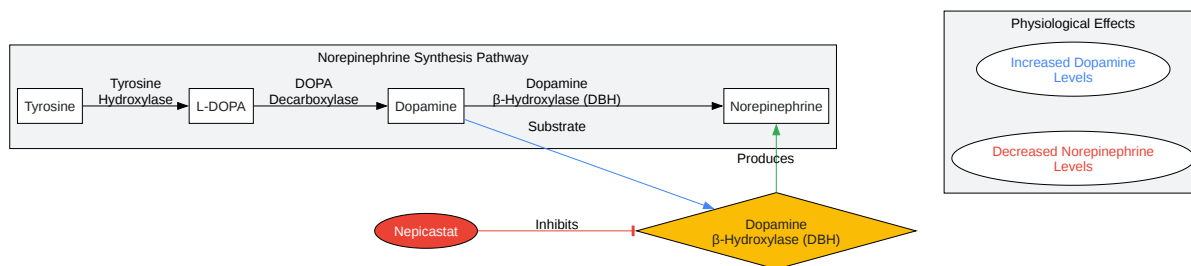 Physiological Effects
Increased Dopamine
Levels
Decreased Norepinephrine
Levels
Norepinephrine Synthesis Pathway
Tyrosine
Tyrosine
Hydroxylase
L-DOPA
DOPA
Decarboxylase
Dopamine
Dopamine
β-Hydroxylase (DBH)
Norepinephrine
Substrate
Produces
Nepicastat
Inhibits
Dopamine
β-Hydroxylase (DBH)